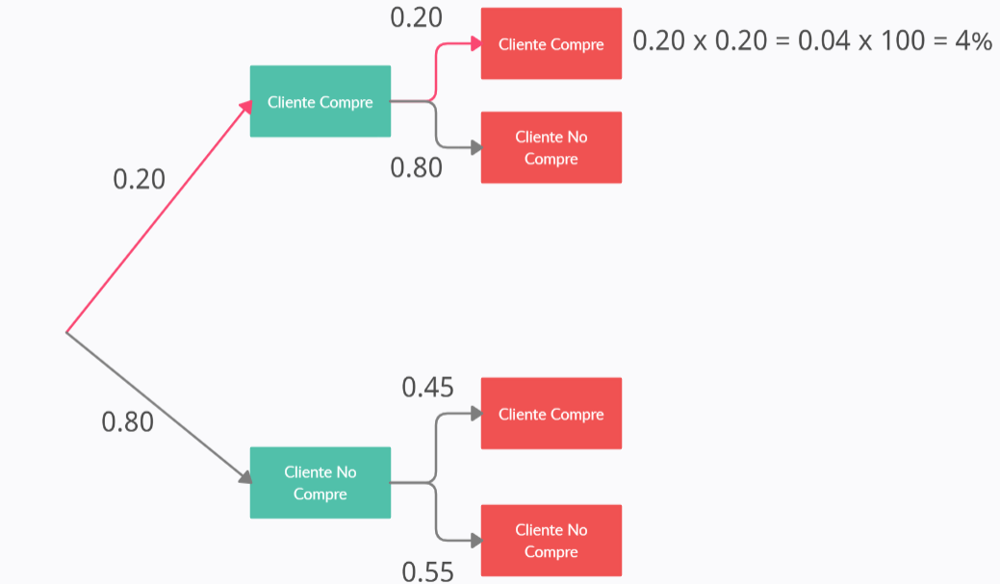 0.20
Cliente Compre
0.20 x 0.20 = 0.04 x 100 = 4%
Cliente Compre
Cliente No
Compre
0.80
0.20
0.80
0.45
Cliente Compre
Cliente No
Compre
Cliente No
Compre
0.55